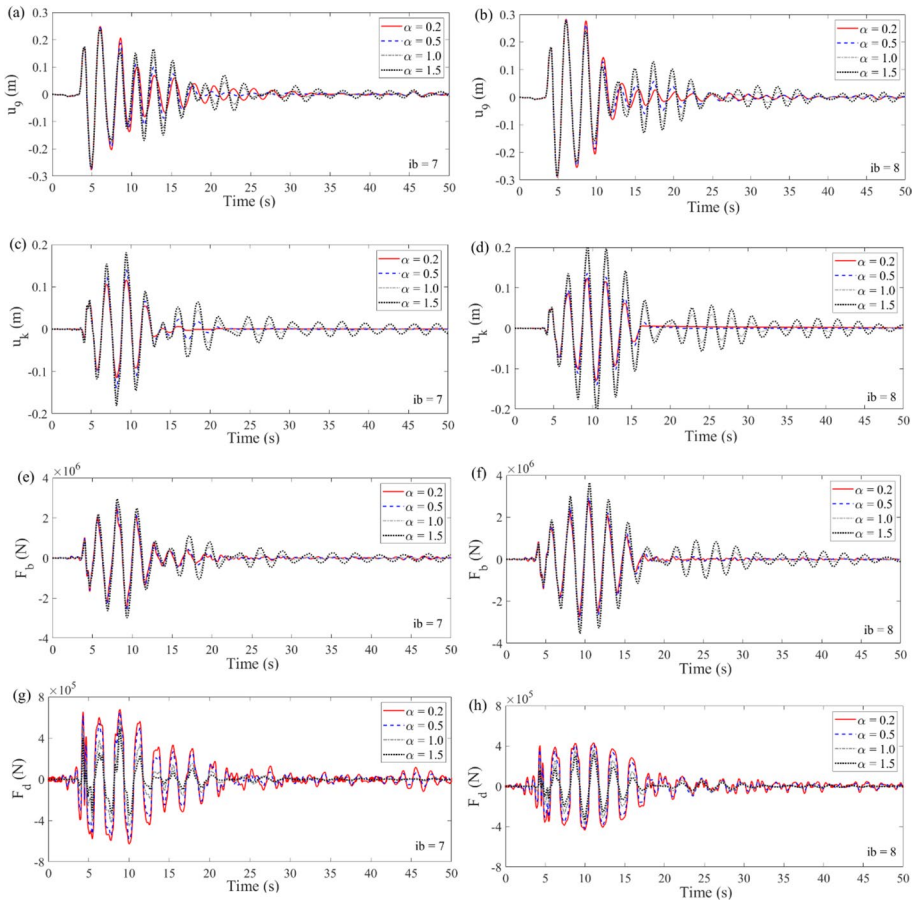 (a)
u9 (m)
0.3
0.2
0.1
0
-0.1
-0.2
-0.3
α = 0.2
α = 0.5
α = 1.0
α = 1.5
ib = 7
0 5 10 15 20 25 30 35 40 45 50
Time (s)
(b)
u9 (m)
0.3
0.2
0.1
0
-0.1
-0.2
-0.3
α = 0.2
α = 0.5
α = 1.0
α = 1.5
ib = 8
0 5 10 15 20 25 30 35 40 45 50
Time (s)
(c)
uk (m)
0.2
0.1
0
-0.1
-0.2
α = 0.2
α = 0.5
α = 1.0
α = 1.5
ib = 7
0 5 10 15 20 25 30 35 40 45 50
Time (s)
(d)
uk (m)
0.2
0.1
0
-0.1
-0.2
α = 0.2
α = 0.5
α = 1.0
α = 1.5
ib = 8
0 5 10 15 20 25 30 35 40 45 50
Time (s)
(e)
×10^6
Fb (N)
4
2
0
-2
-4
α = 0.2
α = 0.5
α = 1.0
α = 1.5
ib = 7
0 5 10 15 20 25 30 35 40 45 50
Time (s)
(f)
×10^6
Fb (N)
4
2
0
-2
-4
α = 0.2
α = 0.5
α = 1.0
α = 1.5
ib = 8
0 5 10 15 20 25 30 35 40 45 50
Time (s)
(g)
×10^5
Fd (N)
8
4
0
-4
-8
α = 0.2
α = 0.5
α = 1.0
α = 1.5
ib = 7
0 5 10 15 20 25 30 35 40 45 50
Time (s)
(h)
×10^5
Fd (N)
8
4
0
-4
-8
α = 0.2
α = 0.5
α = 1.0
α = 1.5
ib = 8
0 5 10 15 20 25 30 35 40 45 50
Time (s)